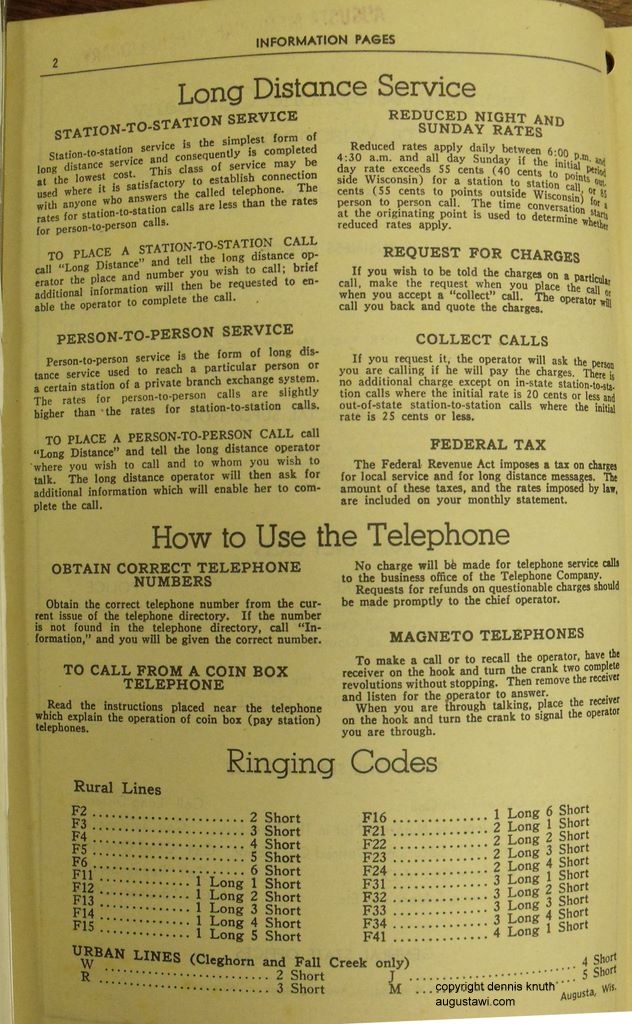 INFORMATION PAGES
2
Long Distance Service
STATION-TO-STATION SERVICE
Station-to-station service is the simplest form of
long distance service and consequently is completed
at the lowest cost. This class of service may be
used where it is satisfactory to establish connection
with anyone who answers the called telephone. The
rates for station-to-station calls are less than the rates
for person-to-person calls.
TO PLACE A STATION-TO-STATION CALL
call "Long Distance" and tell the long distance op-
erator the place and number you wish to call; brief
additional information will then be requested to en-
able the operator to complete the call.
PERSON-TO-PERSON SERVICE
Person-to-person service is the form of long dis-
tance service used to reach a particular person or
a certain station of a private branch exchange system.
The rates for person-to-person calls are slightly
higher than the rates for station-to-station calls.
TO PLACE A PERSON-TO-PERSON CALL call
"Long Distance" and tell the long distance operator
where you wish to call and to whom you wish to
talk. The long distance operator will then ask for
additional information which will enable her to com-
plete the call.
REDUCED NIGHT AND
SUNDAY RATES
Reduced rates apply daily between 6:00 p.m. and
4:30 a.m. and all day Sunday if the initial period
day rate exceeds 55 cents (40 cents to points out-
side Wisconsin) for a station to station call, or 85
cents (55 cents to points outside Wisconsin) for a
person to person call. The time conversation starts
at the originating point is used to determine whether
reduced rates apply.
REQUEST FOR CHARGES
If you wish to be told the charges on a particular
call, make the request when you place the call or
when you accept a "collect" call. The operator will
call you back and quote the charges.
COLLECT CALLS
If you request it, the operator will ask the person
you are calling if he will pay the charges. There is
no additional charge except on in-state station-to-sta-
tion calls where the initial rate is 20 cents or less and
out-of-state station-to-station calls where the initial
rate is 25 cents or less.
FEDERAL TAX
The Federal Revenue Act imposes a tax on charges
for local service and for long distance messages. The
amount of these taxes, and the rates imposed by law,
are included on your monthly statement.
How to Use the Telephone
OBTAIN CORRECT TELEPHONE
NUMBERS
Obtain the correct telephone number from the cur-
rent issue of the telephone directory. If the number
is not found in the telephone directory, call "In-
formation," and you will be given the correct number.
TO CALL FROM A COIN BOX
TELEPHONE
Read the instructions placed near the telephone
which explain the operation of coin box (pay station)
telephones.
No charge will be made for telephone service calls
to the business office of the Telephone Company.
Requests for refunds on questionable charges should
be made promptly to the chief operator.
MAGNETO TELEPHONES
To make a call or to recall the operator, have the
receiver on the hook and turn the crank two complete
revolutions without stopping. Then remove the receiver
and listen for the operator to answer.
When you are through talking, place the receiver
on the hook and turn the crank to signal the operator
you are through.
Ringing Codes
Rural Lines
F2 ........................ 2 Short
F3 ........................ 3 Short
F4 ........................ 4 Short
F5 ........................ 5 Short
F6 ........................ 6 Short
F11 .............. 1 Long 1 Short
F12 .............. 1 Long 2 Short
F13 .............. 1 Long 3 Short
F14 .............. 1 Long 4 Short
F15 .............. 1 Long 5 Short
F16 .............. 1 Long 6 Short
F21 .............. 2 Long 1 Short
F22 .............. 2 Long 2 Short
F23 .............. 2 Long 3 Short
F24 .............. 2 Long 4 Short
F31 .............. 3 Long 1 Short
F32 .............. 3 Long 2 Short
F33 .............. 3 Long 3 Short
F34 .............. 3 Long 4 Short
F41 .............. 4 Long 1 Short
URBAN LINES (Cleghorn and Fall Creek only)
W ........................ 2 Short
R ........................ 3 Short
J ........................ 4 Short
M ... 5 Short
copyright dennis knuth
augustawi.com
Augusta, Wis.